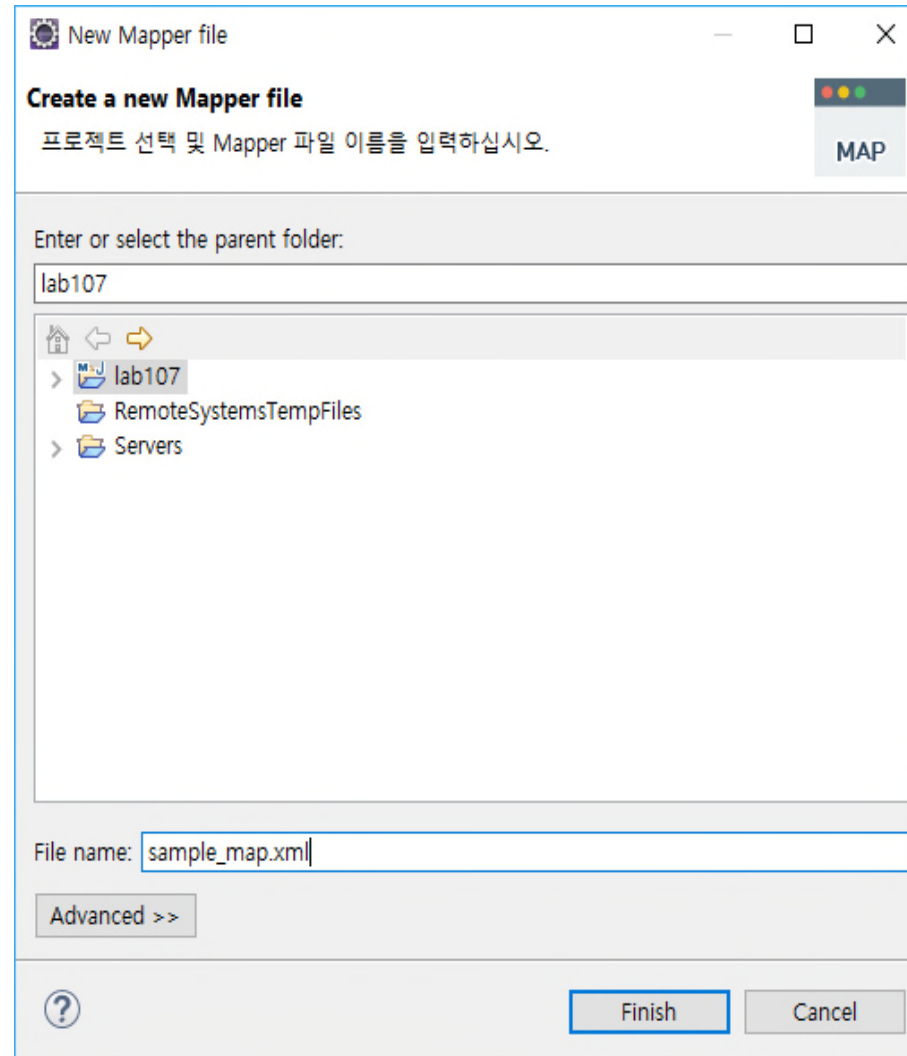 New Mapper file
Create a new Mapper file
프로젝트 선택 및 Mapper 파일 이름을 입력하십시오.
MAP
Enter or select the parent folder:
lab107
lab107
RemoteSystemsTempFiles
Servers
File name: sample_map.xml
Advanced >>
Finish Cancel